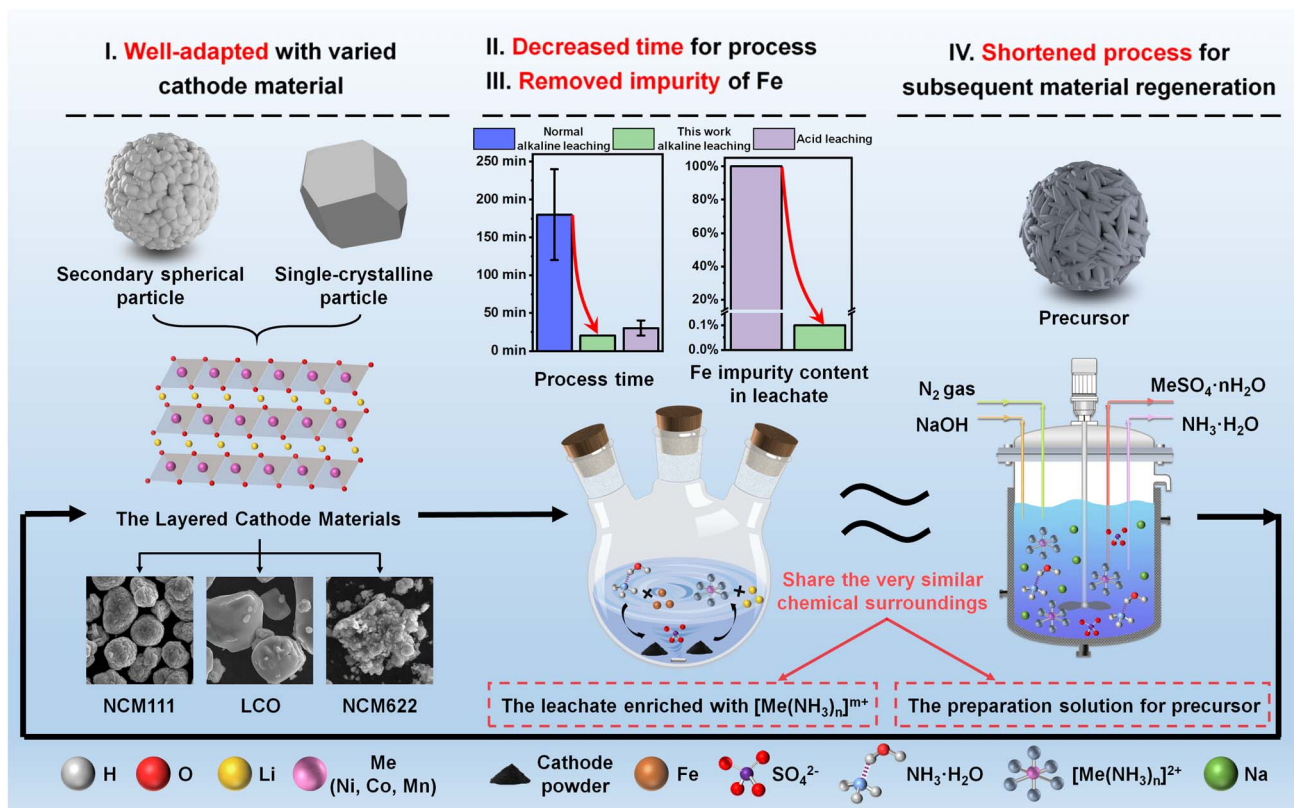 I. Well-adapted with varied
cathode material
II. Decreased time for process
III. Removed impurity of Fe
IV. Shortened process for
subsequent material regeneration
Secondary spherical
particle
Single-crystalline
particle
Normal
alkaline leaching
This work
alkaline leaching
Acid leaching
250 min
200 min
150 min
100 min
50 min
0 min
Process time
100%
80%
60%
40%
20%
0.1%
0.0%
Fe impurity content
in leachate
Precursor
N₂ gas
NaOH
MeSO₄·nH₂O
NH₃·H₂O
The Layered Cathode Materials
NCM111
LCO
NCM622
Share the very similar
chemical surroundings
The leachate enriched with [Me(NH₃)ₙ]ᵐ⁺
The preparation solution for precursor
H
O
Li
Me
(Ni, Co, Mn)
Cathode
powder
Fe
SO₄²⁻
NH₃·H₂O
[Me(NH₃)ₙ]²⁺
Na